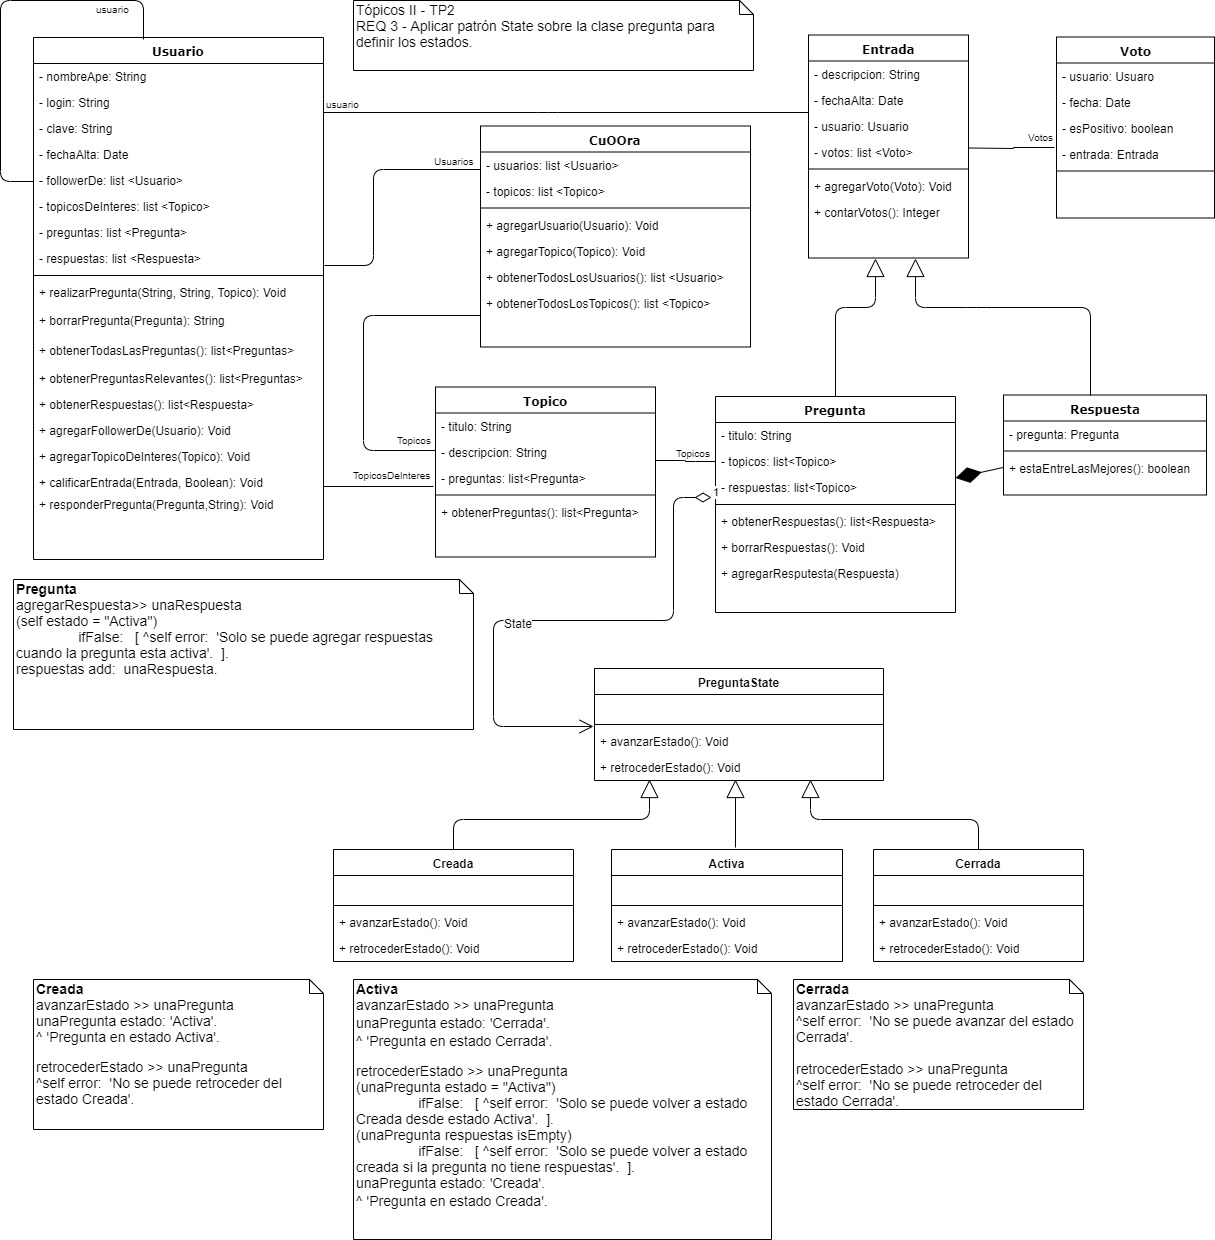 usuario
Tópicos II - TP2
REQ 3 - Aplicar patrón State sobre la clase pregunta para
definir los estados.
Usuario
- nombreApe: String
- login: String
- clave: String
- fechaAlta: Date
- followerDe: list <Usuario>
- topicosDeInteres: list <Topico>
- preguntas: list <Pregunta>
- respuestas: list <Respuesta>
+ realizarPregunta(String, String, Topico): Void
+ borrarPregunta(Pregunta): String
+ obtenerTodasLasPreguntas(): list<Preguntas>
+ obtenerPreguntasRelevantes(): list<Preguntas>
+ obtenerRespuestas(): list<Respuesta>
+ agregarFollowerDe(Usuario): Void
+ agregarTopicoDeInteres(Topico): Void
+ calificarEntrada(Entrada, Boolean): Void
+ responderPregunta(Pregunta,String): Void
usuario
Usuarios
CuOOra
- usuarios: list <Usuario>
- topicos: list <Topico>
+ agregarUsuario(Usuario): Void
+ agregarTopico(Topico): Void
+ obtenerTodosLosUsuarios(): list <Usuario>
+ obtenerTodosLosTopicos(): list <Topico>
Entrada
- descripcion: String
- fechaAlta: Date
- usuario: Usuario
- votos: list <Voto>
+ agregarVoto(Voto): Void
+ contarVotos(): Integer
Votos
Voto
- usuario: Usuaro
- fecha: Date
- esPositivo: boolean
- entrada: Entrada
Topicos
TopicosDeInteres
Topico
- titulo: String
- descripcion: String
- preguntas: list<Pregunta>
+ obtenerPreguntas(): list<Pregunta>
Topicos
1
Pregunta
- titulo: String
- topicos: list<Topico>
- respuestas: list<Topico>
+ obtenerRespuestas(): list<Respuesta>
+ borrarRespuestas(): Void
+ agregarResputesta(Respuesta)
Respuesta
- pregunta: Pregunta
+ estaEntreLasMejores(): boolean
Pregunta
agregarRespuesta>> unaRespuesta
(self estado = "Activa")
ifFalse: [ ^self error: 'Solo se puede agregar respuestas
cuando la pregunta esta activa'. ].
respuestas add: unaRespuesta.
State
PreguntaState
+ avanzarEstado(): Void
+ retrocederEstado(): Void
Creada
+ avanzarEstado(): Void
+ retrocederEstado(): Void
Activa
+ avanzarEstado(): Void
+ retrocederEstado(): Void
Cerrada
+ avanzarEstado(): Void
+ retrocederEstado(): Void
Creada
avanzarEstado >> unaPregunta
unaPregunta estado: 'Activa'.
^ 'Pregunta en estado Activa'.
retrocederEstado >> unaPregunta
^self error: 'No se puede retroceder del
estado Creada'.
Activa
avanzarEstado >> unaPregunta
unaPregunta estado: 'Cerrada'.
^ 'Pregunta en estado Cerrada'.
retrocederEstado >> unaPregunta
(unaPregunta estado = "Activa")
ifFalse: [ ^self error: 'Solo se puede volver a estado
Creada desde estado Activa'. ].
(unaPregunta respuestas isEmpty)
ifFalse: [ ^self error: 'Solo se puede volver a estado
creada si la pregunta no tiene respuestas'. ].
unaPregunta estado: 'Creada'.
^ 'Pregunta en estado Creada'.
Cerrada
avanzarEstado >> unaPregunta
^self error: 'No se puede avanzar del estado
Cerrada'.
retrocederEstado >> unaPregunta
^self error: 'No se puede retroceder del
estado Cerrada'.